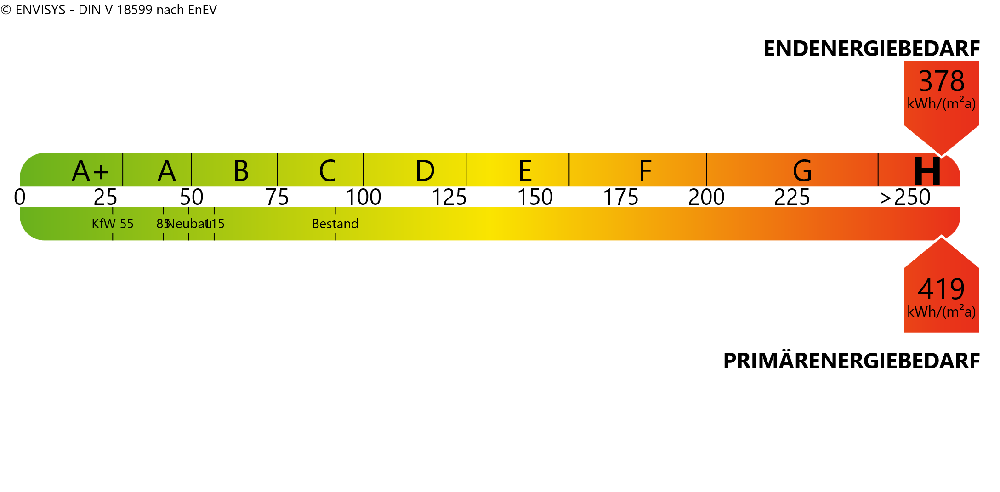 © ENVISYS - DIN V 18599 nach EnEV
ENDENERGIEBEDARF
378
kWh/(m²a)
A+ A B C D E F G H
0 25 50 75 100 125 150 175 200 225 >250
KfW 55 85 Neubau 115 Bestand
419
kWh/(m²a)
PRIMÄRENERGIEBEDARF